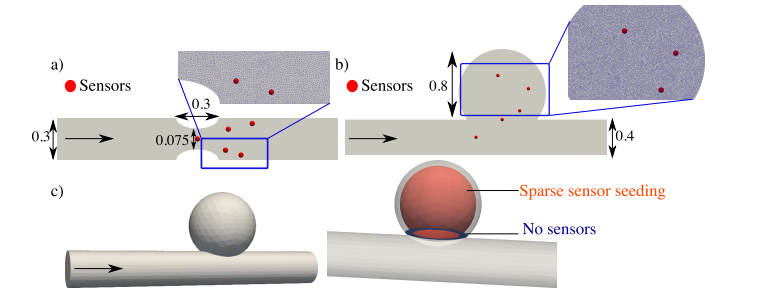 a)
Sensors
0.3
0.3
0.075
b)
Sensors
0.8
0.4
c)
Sparse sensor seeding
No sensors